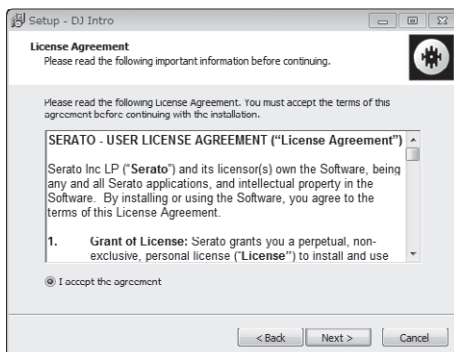 Setup - DJ Intro
License Agreement
Please read the following important information before continuing.
Please read the following License Agreement. You must accept the terms of this
agreement before continuing with the installation.
SERATO - USER LICENSE AGREEMENT (“License Agreement”)
Serato Inc LP (“Serato”) and its licensor(s) own the Software, being
any and all Serato applications, and intellectual property in the
Software. By installing or using the Software, you agree to the
terms of this License Agreement.
1. Grant of License: Serato grants you a perpetual, non-
exclusive, personal license (“License”) to install and use
I accept the agreement
< Back
Next >
Cancel